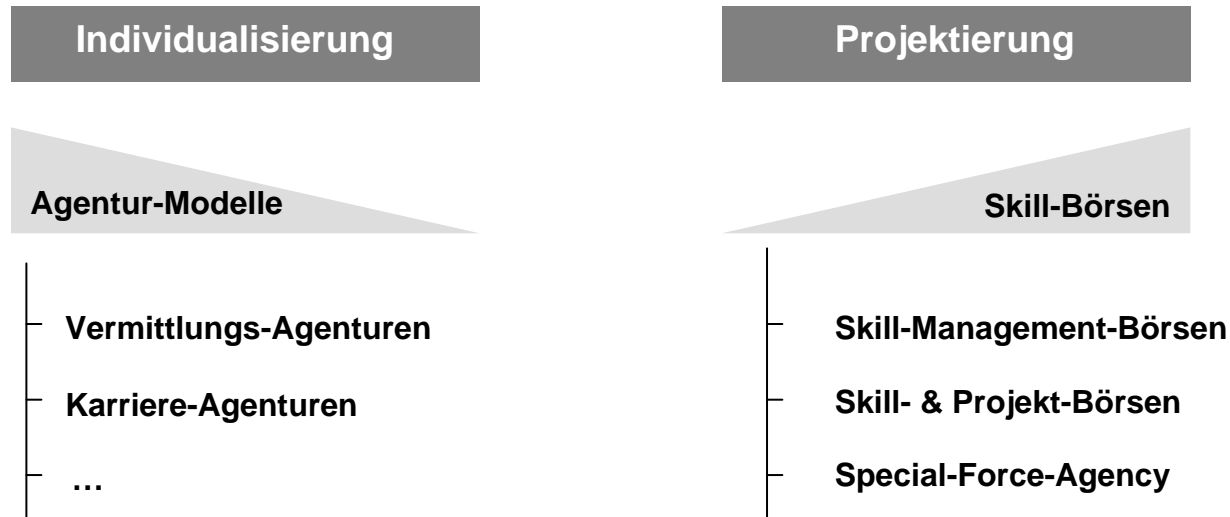 Individualisierung
Projektierung
Agentur-Modelle
Skill-Börsen
Vermittlungs-Agenturen
Skill-Management-Börsen
Karriere-Agenturen
Skill- & Projekt-Börsen
…
Special-Force-Agency